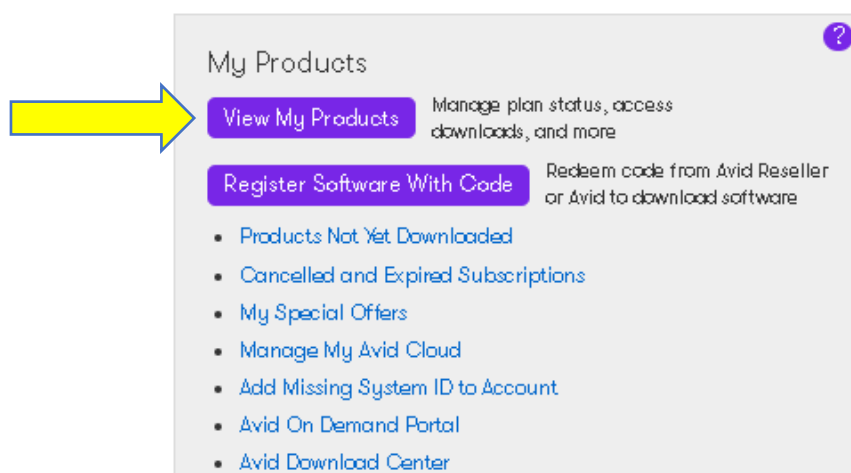 ?
My Products
View My Products
Manage plan status, access
downloads, and more
Register Software With Code
Redeem code from Avid Reseller
or Avid to download software
Products Not Yet Downloaded
Cancelled and Expired Subscriptions
My Special Offers
Manage My Avid Cloud
Add Missing System ID to Account
Avid On Demand Portal
Avid Download Center